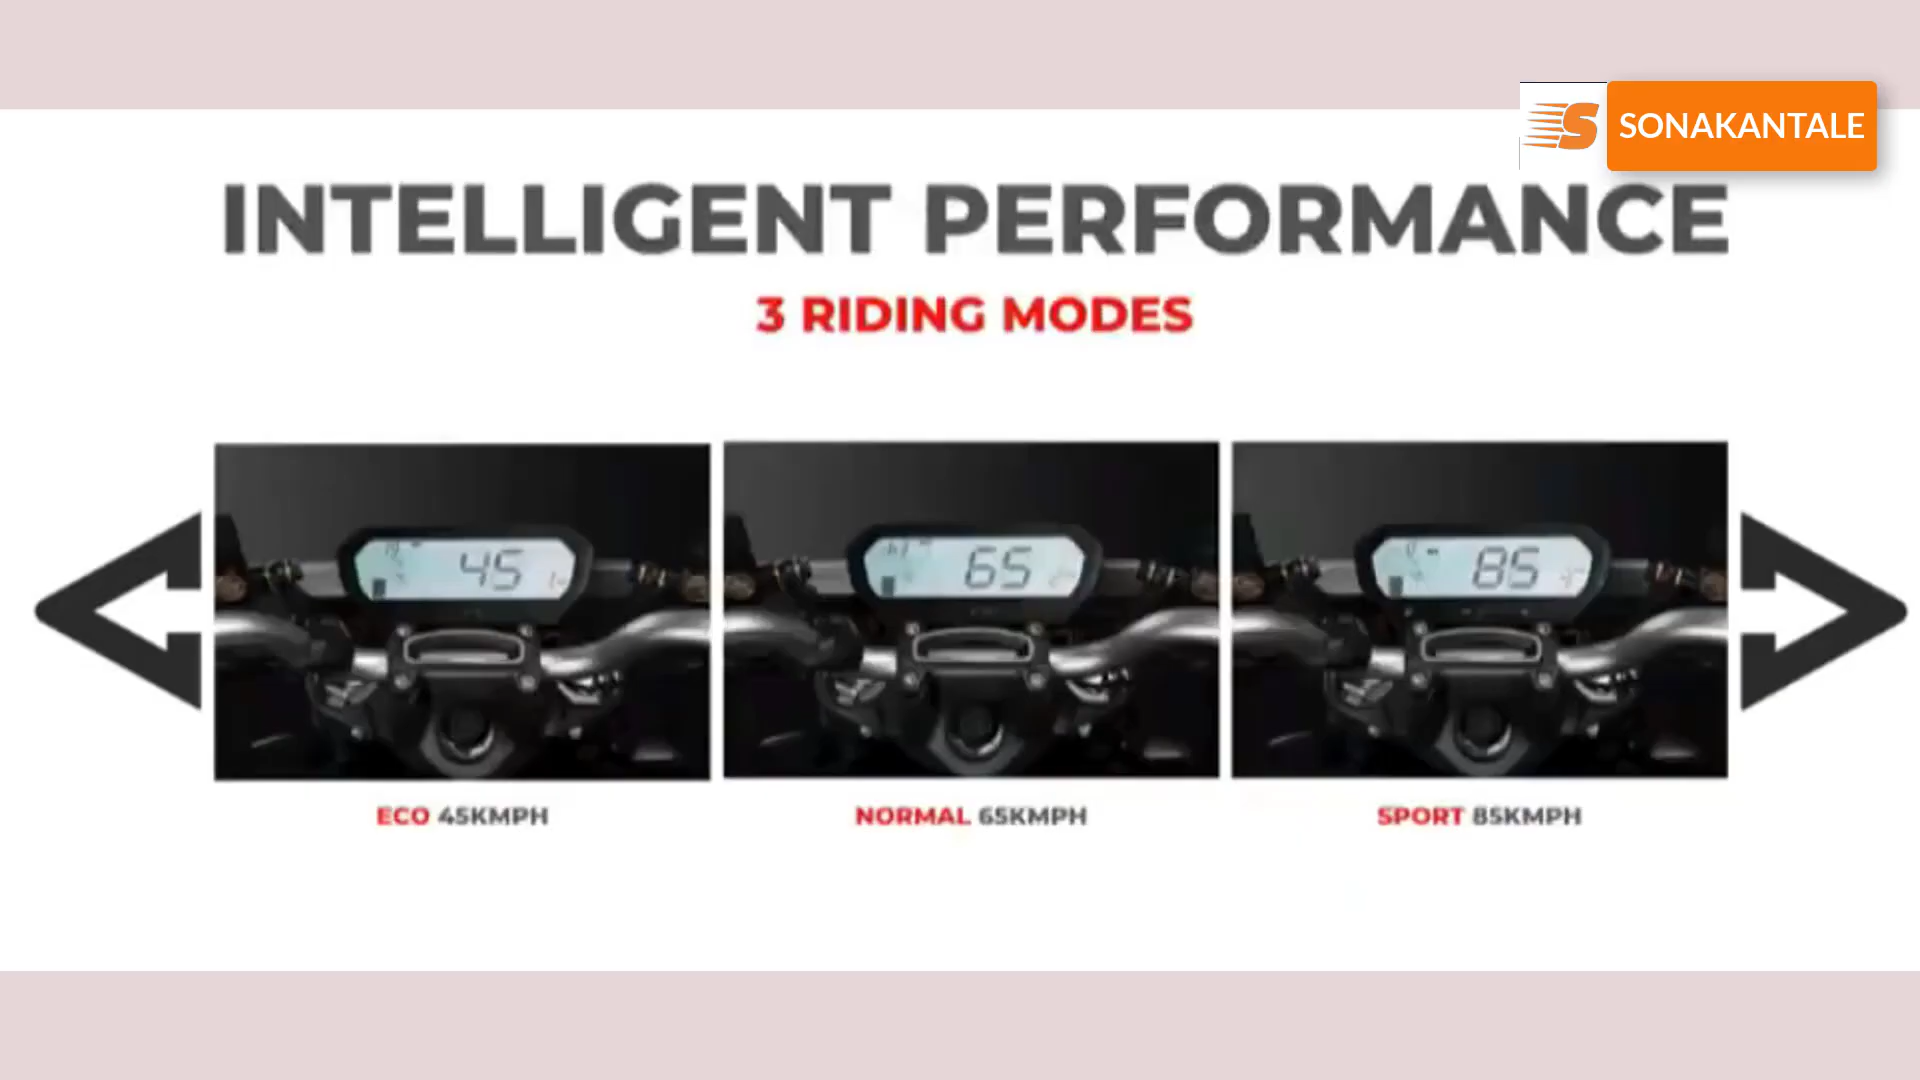 SONAKANTALE
INTELLIGENT PERFORMANCE
3 RIDING MODES
45
65
85
ECO 45KMPH
NORMAL 65KMPH
SPORT 85KMPH